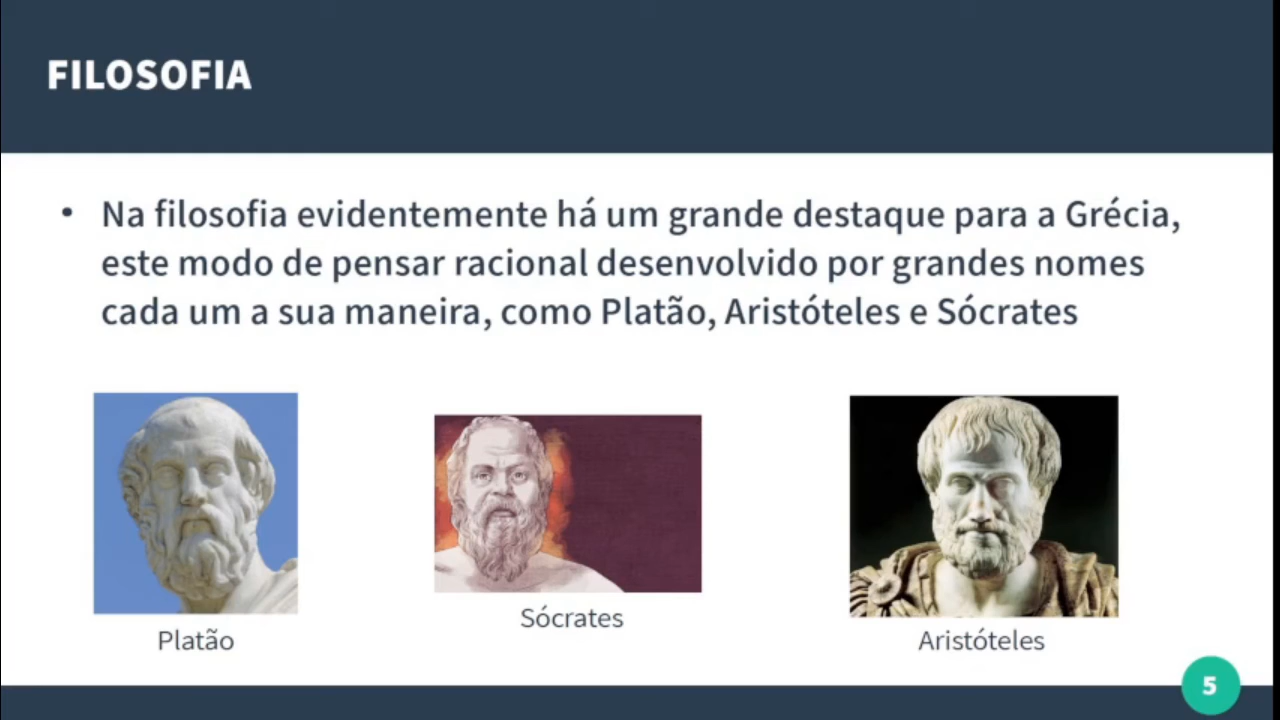 FILOSOFIA
• Na filosofia evidentemente há um grande destaque para a Grécia,
este modo de pensar racional desenvolvido por grandes nomes
cada um a sua maneira, como Platão, Aristóteles e Sócrates
Platão
Sócrates
Aristóteles
5